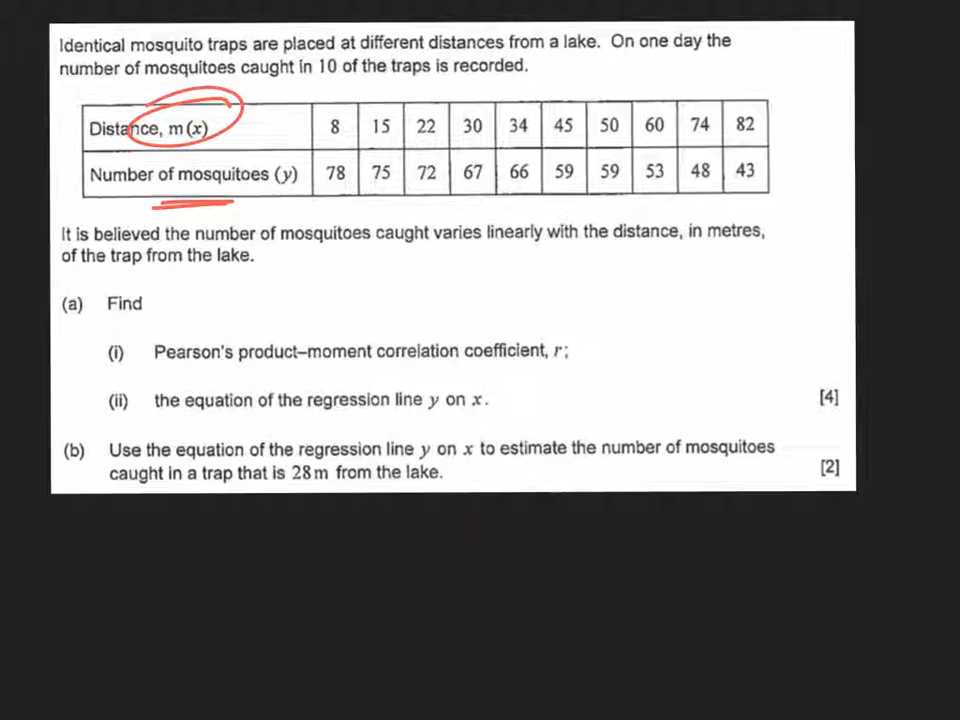 Identical mosquito traps are placed at different distances from a lake. On one day the
number of mosquitoes caught in 10 of the traps is recorded.
Distance, m (x) 8 15 22 30 34 45 50 60 74 82
Number of mosquitoes (y) 78 75 72 67 66 59 59 53 48 43
It is believed the number of mosquitoes caught varies linearly with the distance, in metres,
of the trap from the lake.
(a) Find
(i) Pearson's product–moment correlation coefficient, r;
(ii) the equation of the regression line y on x. [4]
(b) Use the equation of the regression line y on x to estimate the number of mosquitoes
caught in a trap that is 28 m from the lake. [2]